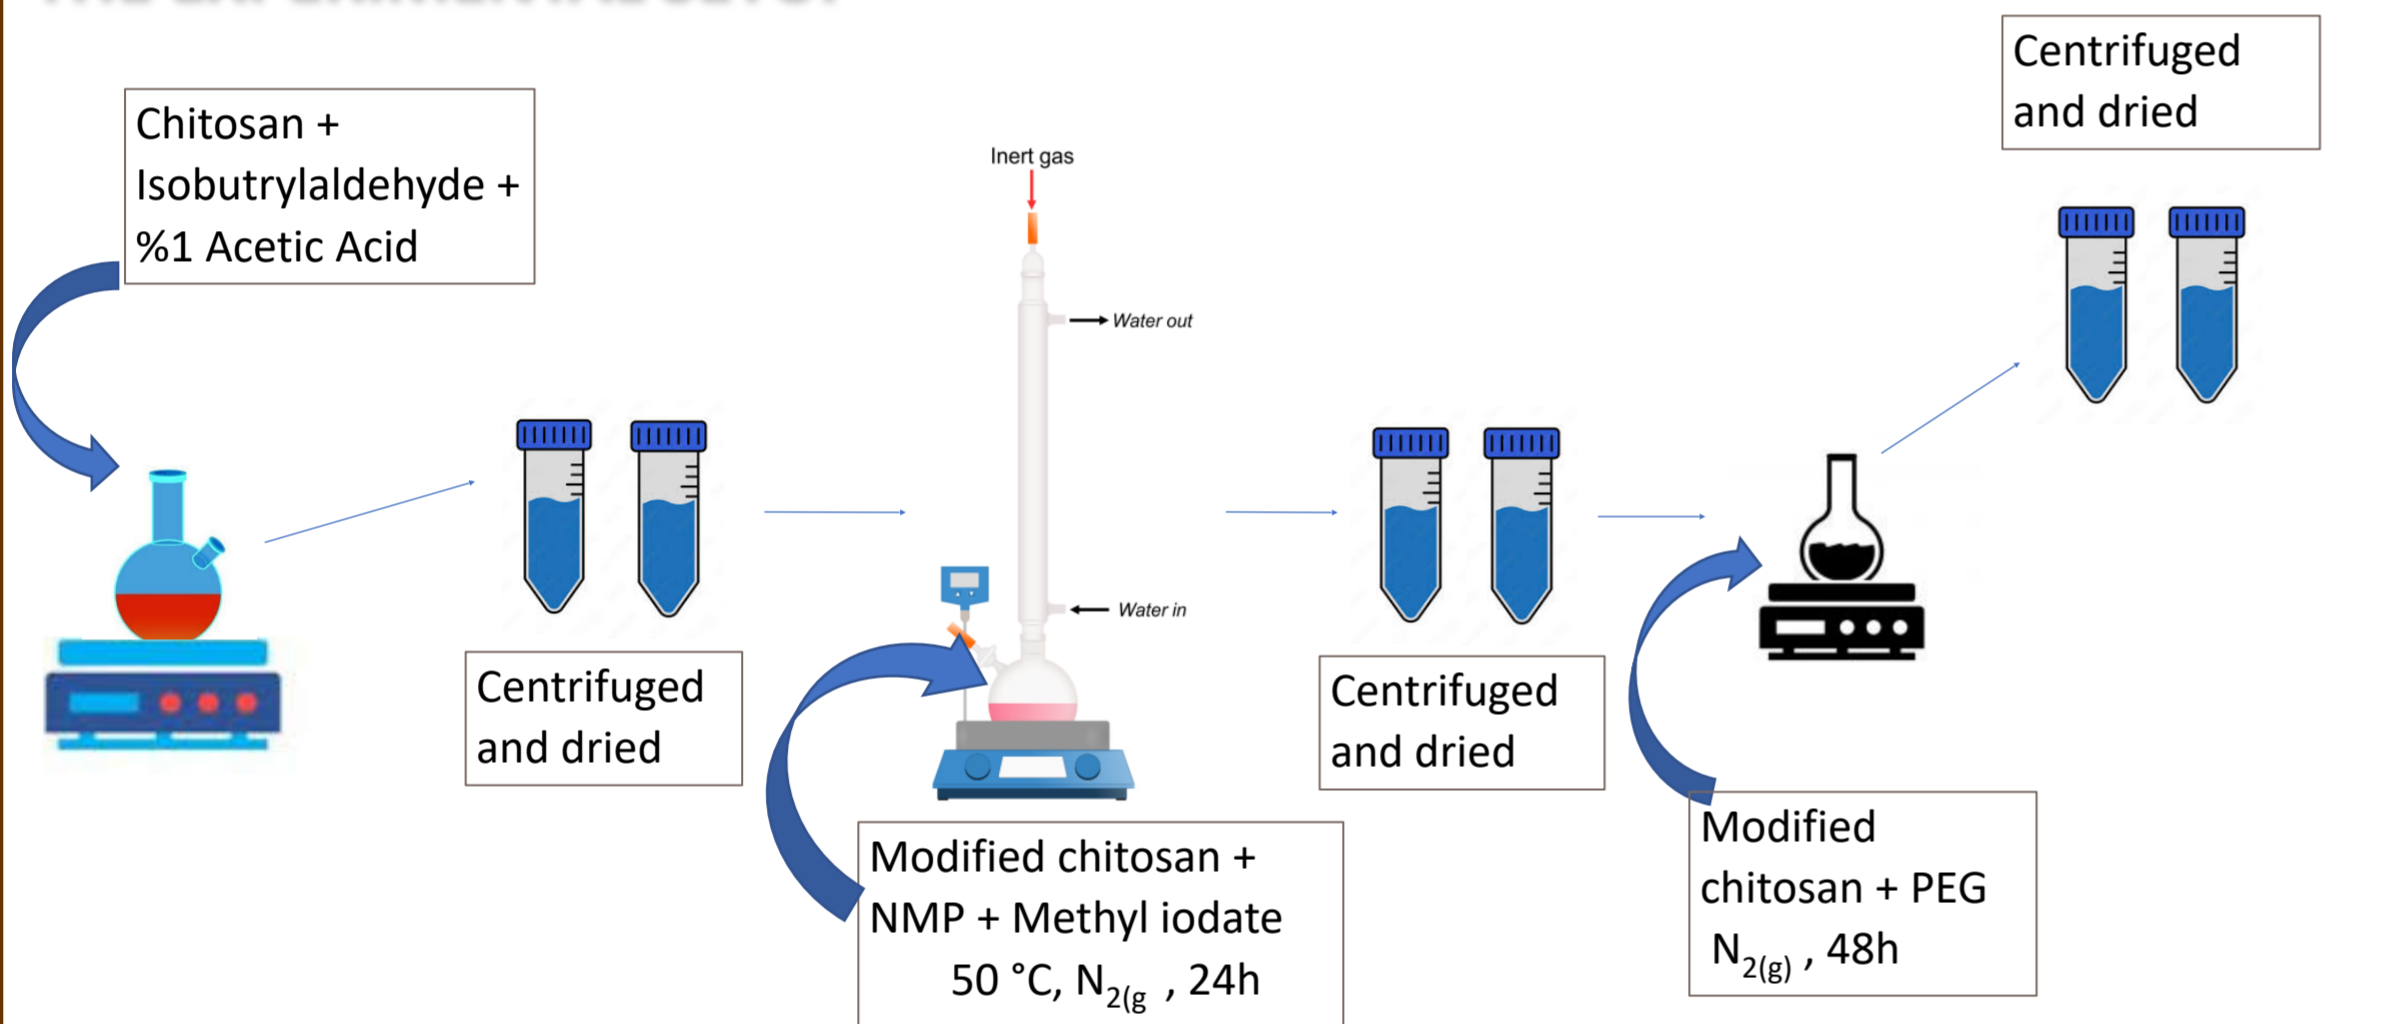 Chitosan +
Isobutrylaldehyde +
%1 Acetic Acid
Centrifuged
and dried
Inert gas
Water out
Water in
Modified chitosan +
NMP + Methyl iodate
50 °C, N2(g , 24h
Centrifuged
and dried
Modified
chitosan + PEG
N2(g) , 48h
Centrifuged
and dried